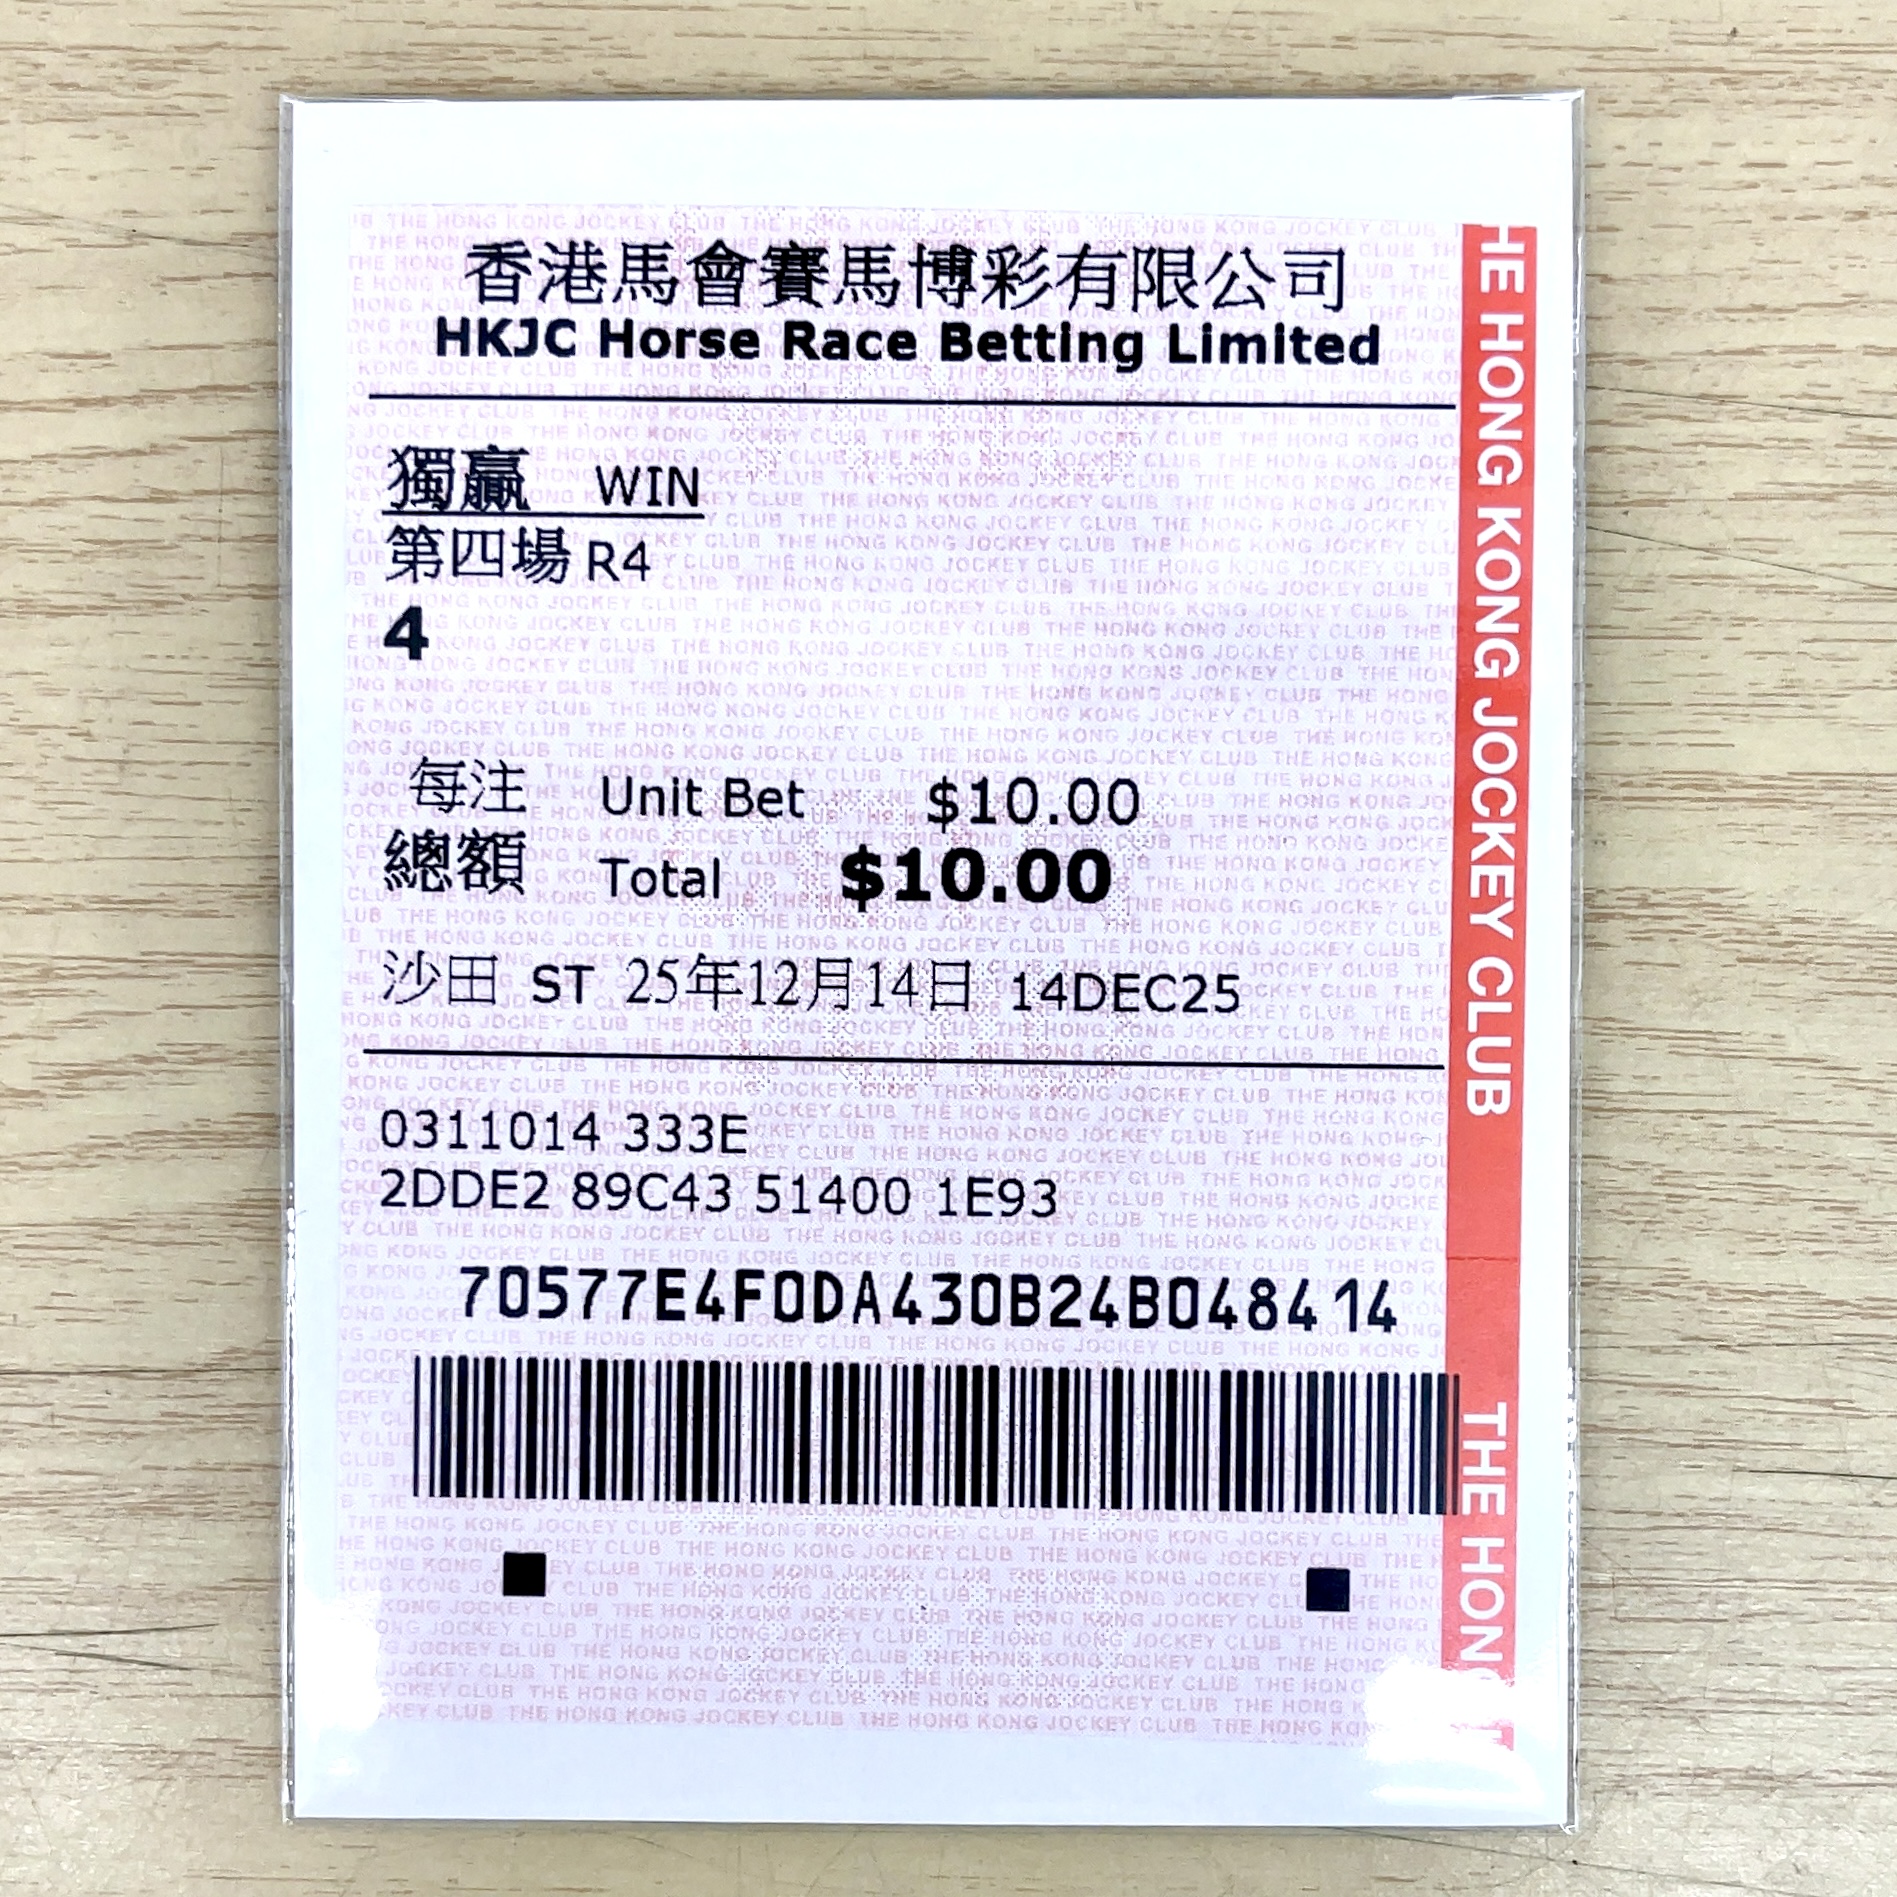 香港馬會賽馬博彩有限公司
HKJC Horse Race Betting Limited
獨贏 WIN
第四場 R4
4
每注 Unit Bet $10.00
總額 Total $10.00
沙田 ST 25年12月14日 14DEC25
0311014 333E
2DDE2 89C43 51400 1E93
70577E4F0DA430B24B048414
HE HONG KONG JOCKEY CLUB
THE HON